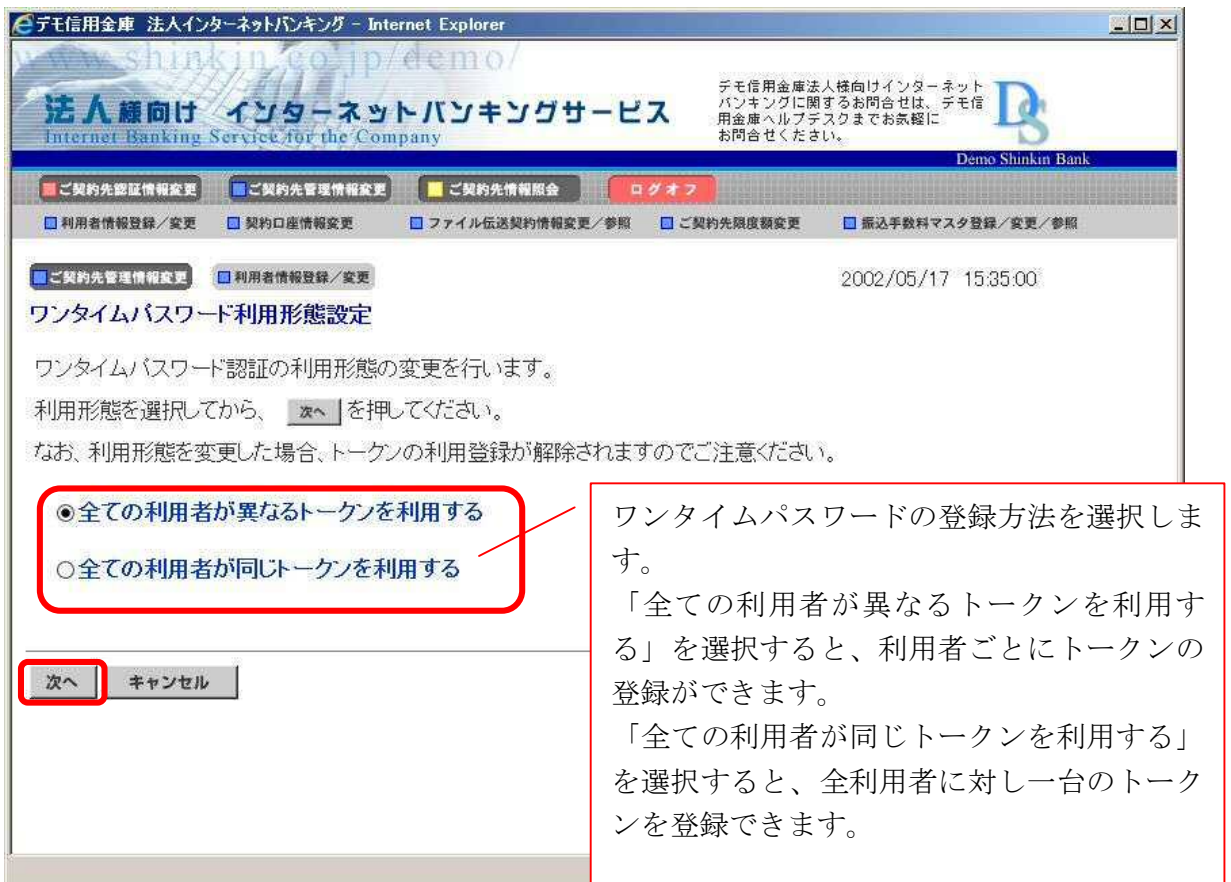 デモ信用金庫 法人インターネットバンキング - Internet Explorer
www.shinkin.co.jp/demo/
法人様向け インターネットバンキングサービス
Internet Banking Service for the Company
デモ信用金庫法人様向けインターネット
バンキングに関するお問合せは、デモ信
用金庫ヘルプデスクまでお気軽に
お問合せください。
DS
Demo Shinkin Bank
ご契約先認証情報変更 ご契約先管理情報変更 ご契約先情報照会 ログオフ
利用者情報登録／変更 契約口座情報変更 ファイル伝送契約情報変更／参照 ご契約先限度額変更 振込手数料マスタ登録／変更／参照
ご契約先管理情報変更 利用者情報登録／変更 2002/05/17 15:35:00
ワンタイムパスワード利用形態設定
ワンタイムパスワード認証の利用形態の変更を行います。
利用形態を選択してから、 次へ を押してください。
なお、利用形態を変更した場合、トークンの利用登録が解除されますのでご注意ください。
全ての利用者が異なるトークンを利用する
全ての利用者が同じトークンを利用する
次へ キャンセル
ワンタイムパスワードの登録方法を選択しま
す。
「全ての利用者が異なるトークンを利用す
る」を選択すると、利用者ごとにトークンの
登録ができます。
「全ての利用者が同じトークンを利用する」
を選択すると、全利用者に対し一台のトーク
ンを登録できます。